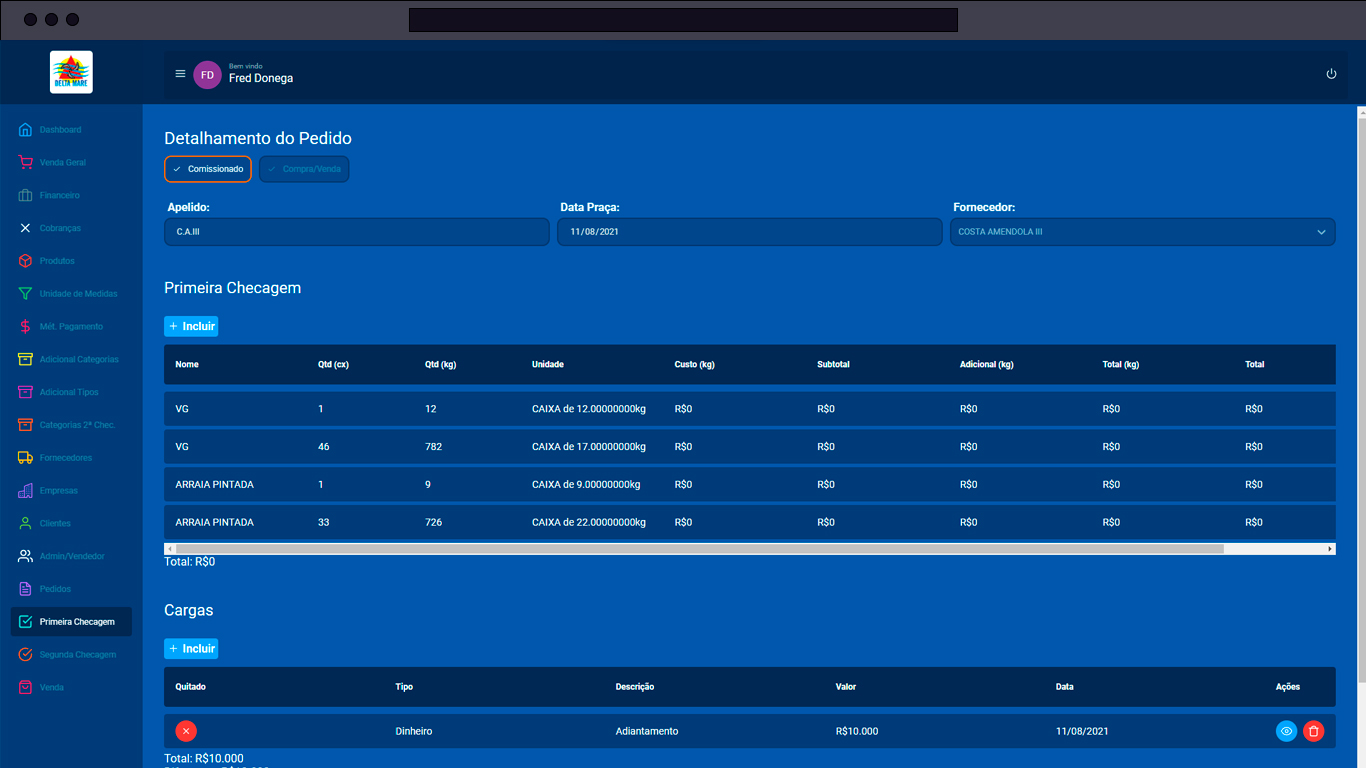 DELTA MARE
FD
Bem vindo
Fred Donega
Dashboard
Venda Geral
Financeiro
Cobranças
Produtos
Unidade de Medidas
Mét. Pagamento
Adicional Categorias
Adicional Tipos
Categorias 2ª Chec.
Fornecedores
Empresas
Clientes
Admin/Vendedor
Pedidos
Primeira Checagem
Segunda Checagem
Venda
Detalhamento do Pedido
Comissionado Compra/Venda
Apelido: Data Praça: Fornecedor:
C.A.III 11/08/2021 COSTA AMENDOLA III
Primeira Checagem
+ Incluir
Nome Qtd (cx) Qtd (kg) Unidade Custo (kg) Subtotal Adicional (kg) Total (kg) Total
VG 1 12 CAIXA de 12.00000000kg R$0 R$0 R$0 R$0 R$0
VG 46 782 CAIXA de 17.00000000kg R$0 R$0 R$0 R$0 R$0
ARRAIA PINTADA 1 9 CAIXA de 9.00000000kg R$0 R$0 R$0 R$0 R$0
ARRAIA PINTADA 33 726 CAIXA de 22.00000000kg R$0 R$0 R$0 R$0 R$0
Total: R$0
Cargas
+ Incluir
Quitado Tipo Descrição Valor Data Ações
Dinheiro Adiantamento R$10.000 11/08/2021
Total: R$10.000